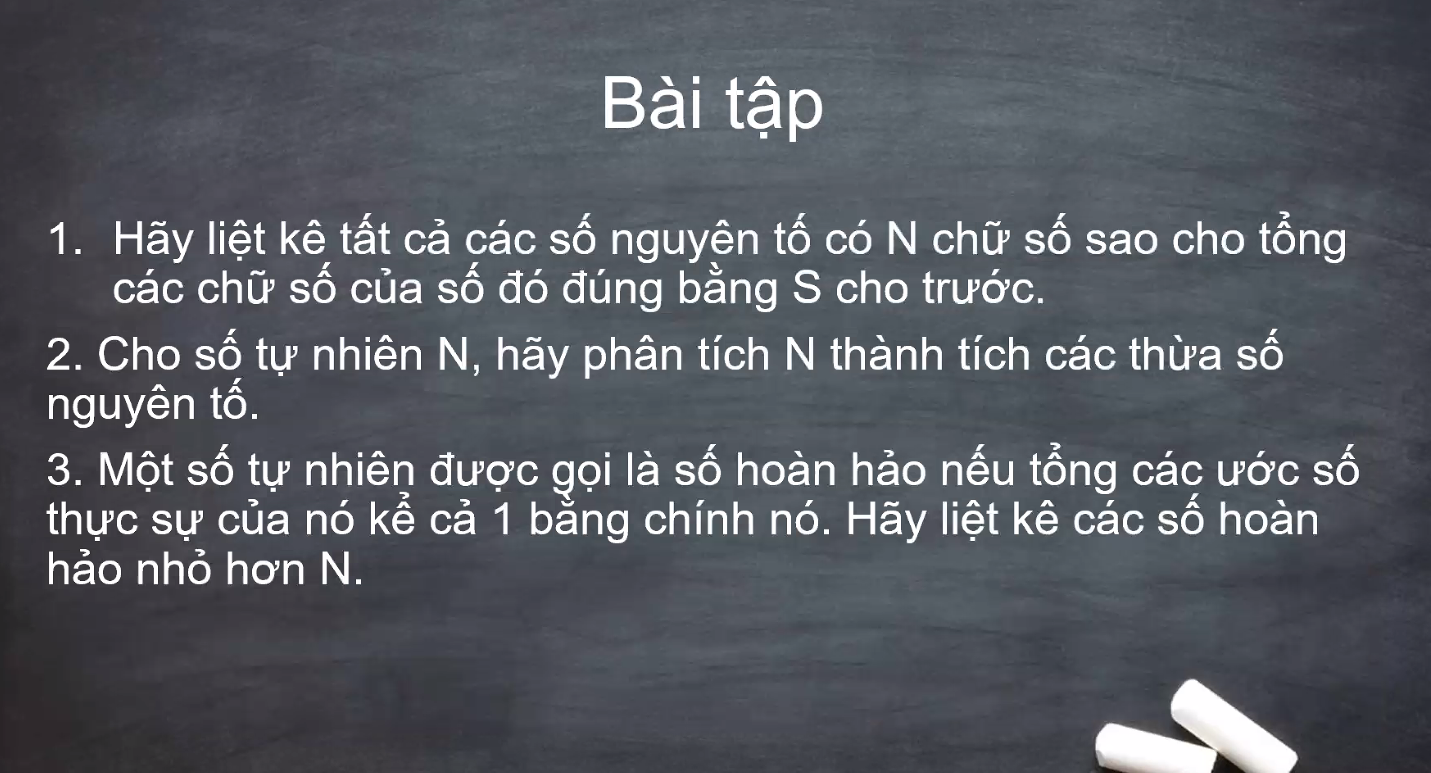 Bài tập
1. Hãy liệt kê tất cả các số nguyên tố có N chữ số sao cho tổng
các chữ số của số đó đúng bằng S cho trước.
2. Cho số tự nhiên N, hãy phân tích N thành tích các thừa số
nguyên tố.
3. Một số tự nhiên được gọi là số hoàn hảo nếu tổng các ước số
thực sự của nó kể cả 1 bằng chính nó. Hãy liệt kê các số hoàn
hảo nhỏ hơn N.